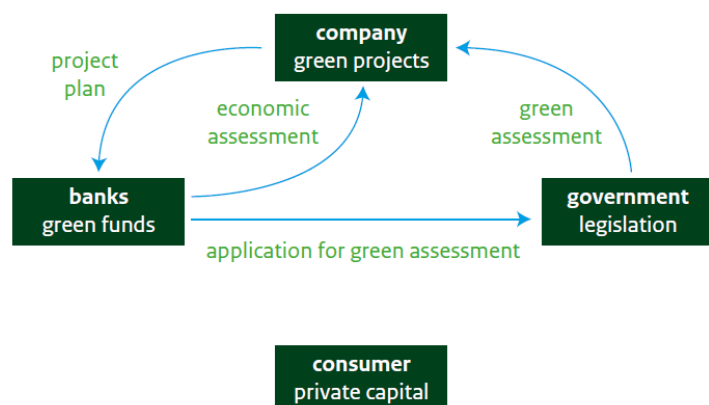 company
green projects
project
plan
economic
assessment
green
assessment
banks
green funds
government
legislation
application for green assessment
consumer
private capital